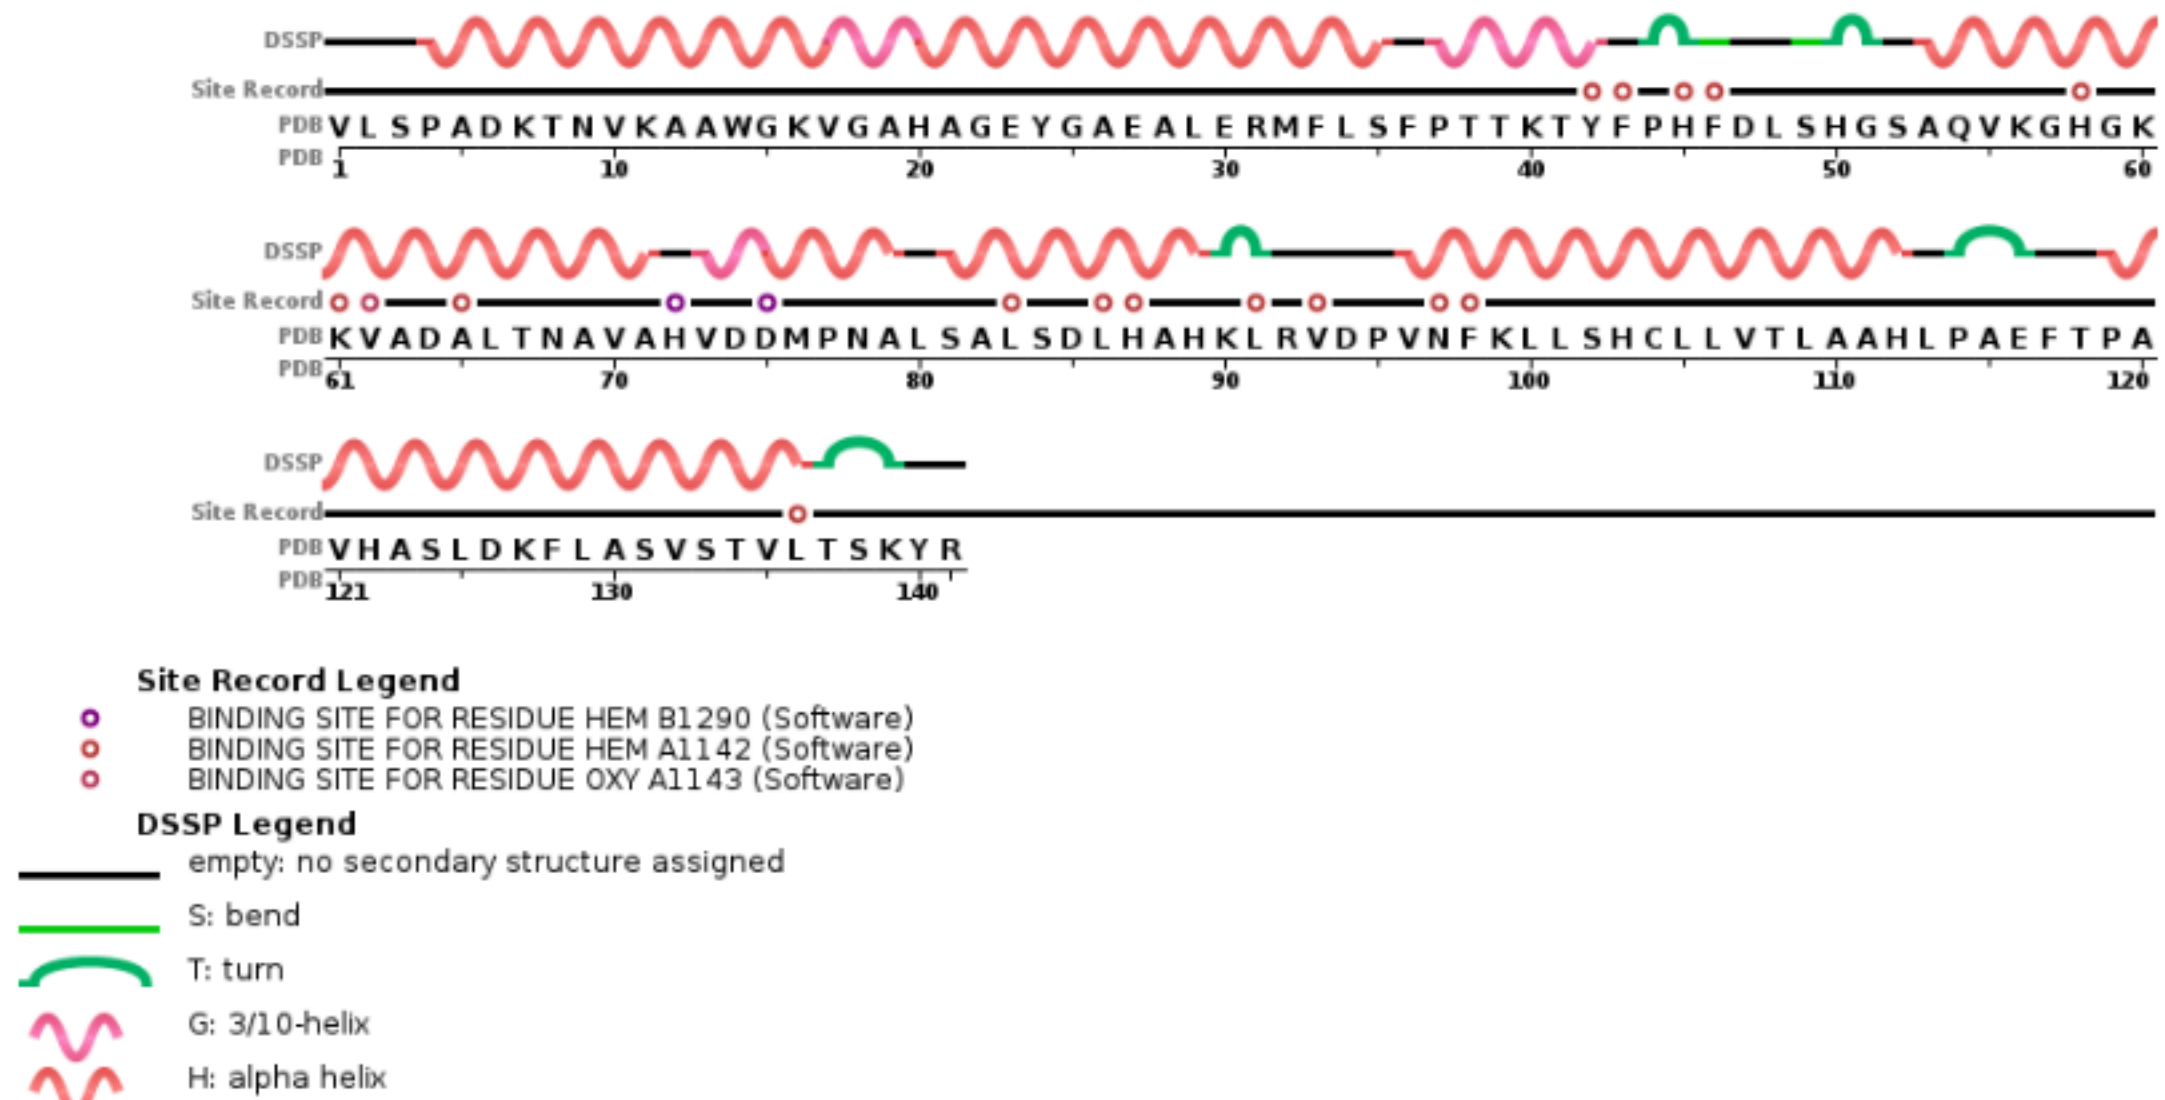 DSSP
Site Record
PDB V L S P A D K T N V K A A W G K V G A H A G E Y G A E A L E R M F L S F P T T K T Y F P H F D L S H G S A Q V K G H G K
PDB 1 10 20 30 40 50 60
DSSP
Site Record
PDB K V A D A L T N A V A H V D D M P N A L S A L S D L H A H K L R V D P V N F K L L S H C L L V T L A A H L P A E F T P A
PDB 61 70 80 90 100 110 120
DSSP
Site Record
PDB V H A S L D K F L A S V S T V L T S K Y R
PDB 121 130 140
Site Record Legend
BINDING SITE FOR RESIDUE HEM B1290 (Software)
BINDING SITE FOR RESIDUE HEM A1142 (Software)
BINDING SITE FOR RESIDUE OXY A1143 (Software)
DSSP Legend
empty: no secondary structure assigned
S: bend
T: turn
G: 3/10-helix
H: alpha helix